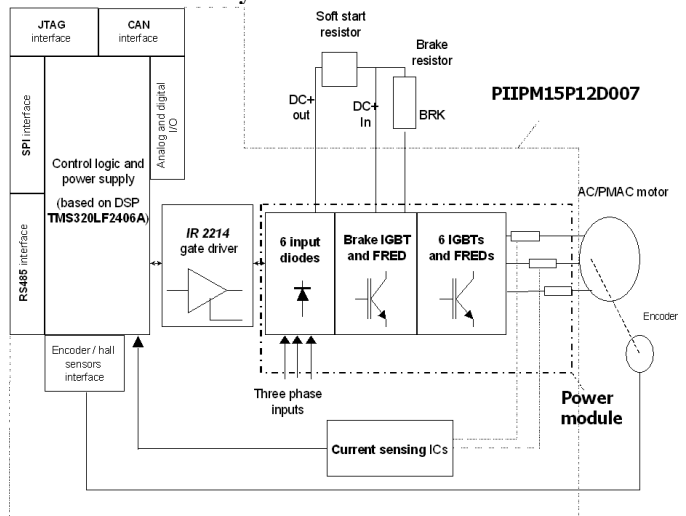 JTAG
interface
CAN
interface
Soft start
resistor
Brake
resistor
PIIPM15P12D007
SPI interface
Analog and digital
I/O
DC+
out
DC+
In
BRK
Control logic and
power supply
(based on DSP
TMS320LF2406A)
AC/PMAC motor
RS485 interface
IR 2214
gate driver
6 input
diodes
Brake IGBT
and FRED
6 IGBTs
and FREDs
Encoder
Encoder / hall
sensors
interface
Three phase
inputs
Power
module
Current sensing ICs